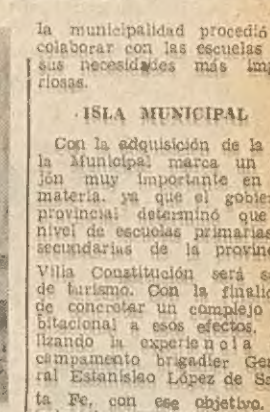 la municipalidad procedió
colaborar con las escuelas
sus necesidades más imp
riosas.
ISLA MUNICIPAL
Con la adquisición de la
la Municipal marca un
jón muy importante en
materia, ya que el gobier
provincial determinó que
nivel de escuelas primarias
secundarias de la provinc
Villa Constitución será s
de turismo. Con la finalic
de concretar un complejo
bitacional a esos efectos,
lizando la experiencia
campamento brigadier Gen
ral Estanislao López de Sa
ta Fe, con ese objetivo,